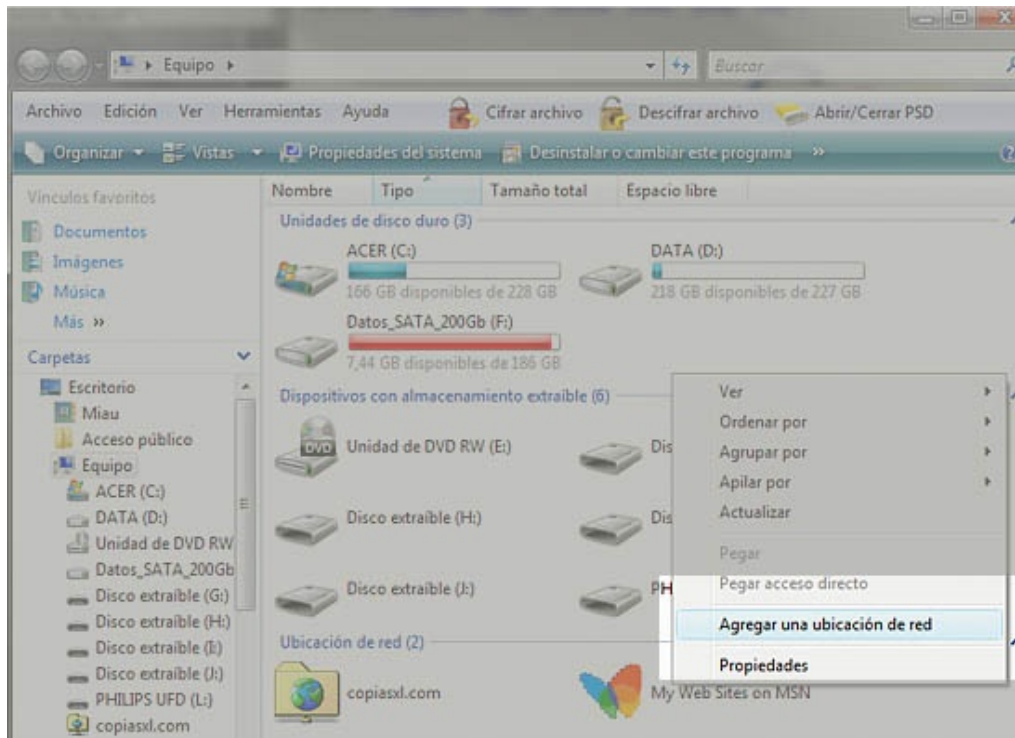 Equipo
Buscar
Archivo Edición Ver Herramientas Ayuda Cifrar archivo Descifrar archivo Abrir/Cerrar PSD
Organizar Vistas Propiedades del sistema Desinstalar o cambiar este programa »
Vínculos favoritos
Documentos
Imágenes
Música
Más »
Carpetas
Escritorio
Miau
Acceso público
Equipo
ACER (C:)
DATA (D:)
Unidad de DVD RW
Datos_SATA_200Gb
Disco extraíble (G:)
Disco extraíble (H:)
Disco extraíble (I:)
Disco extraíble (J:)
PHILIPS UFD (L:)
copiasxl.com
Nombre Tipo Tamaño total Espacio libre
Unidades de disco duro (3)
ACER (C:)
166 GB disponibles de 228 GB
DATA (D:)
218 GB disponibles de 227 GB
Datos_SATA_200Gb (F:)
7,44 GB disponibles de 186 GB
Dispositivos con almacenamiento extraíble (6)
DVD
Unidad de DVD RW (E:)
Dis
Disco extraíble (H:)
Dis
Disco extraíble (J:)
PH
Ubicación de red (2)
copiasxl.com
My Web Sites on MSN
Ver
Ordenar por
Agrupar por
Apilar por
Actualizar
Pegar
Pegar acceso directo
Agregar una ubicación de red
Propiedades